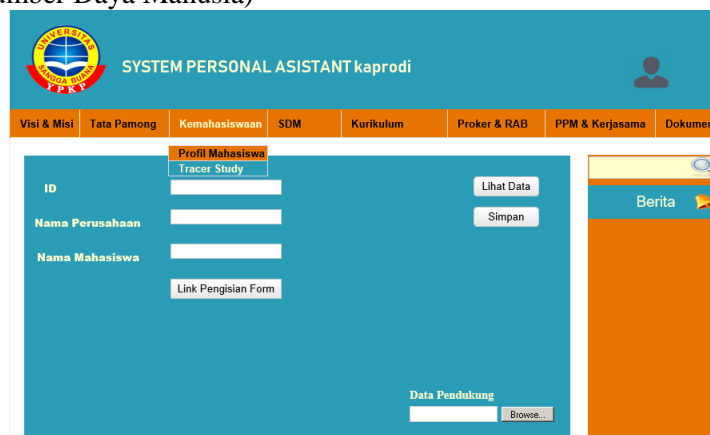 mber Daya Manusia)
UNIVERSITAS
SANGGA BUANA
YPKP
SYSTEM PERSONAL ASISTANT kaprodi
Visi & Misi Tata Pamong Kemahasiswaan SDM Kurikulum Proker & RAB PPM & Kerjasama Dokumen
Profil Mahasiswa
Tracer Study
ID
Lihat Data
Berita
Nama Perusahaan
Simpan
Nama Mahasiswa
Link Pengisian Form
Data Pendukung
Browse...